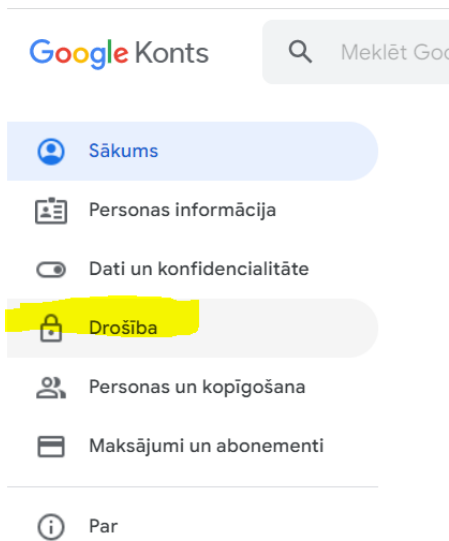 Google Konts
Meklēt Goo
Sākums
Personas informācija
Dati un konfidencialitāte
Drošība
Personas un kopīgošana
Maksājumi un abonementi
Par